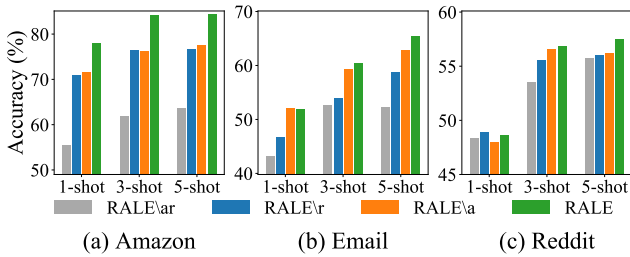 Accuracy (%)
80
70
60
50
1-shot 3-shot 5-shot
70
60
50
40
1-shot 3-shot 5-shot
60
55
50
45
1-shot 3-shot 5-shot
RALE\ar RALE\r RALE\a RALE
(a) Amazon (b) Email (c) Reddit